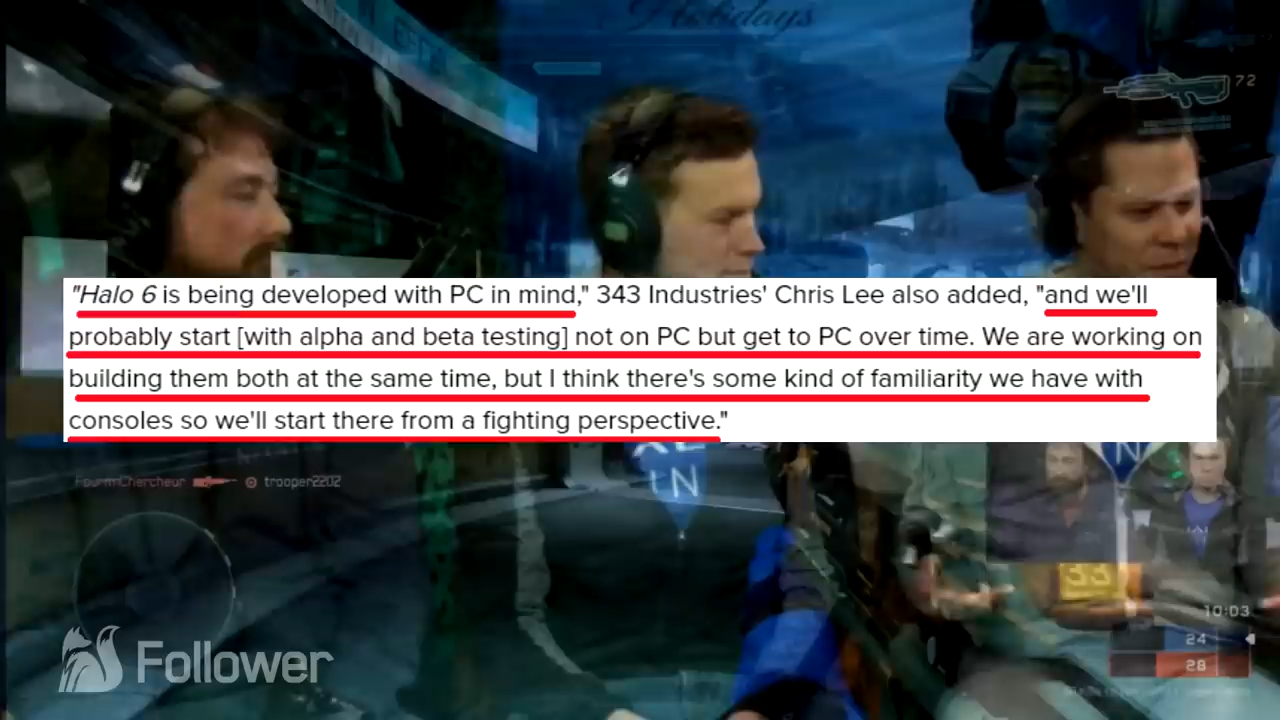 Holidays
72
"Halo 6 is being developed with PC in mind," 343 Industries' Chris Lee also added, "and we'll
probably start [with alpha and beta testing] not on PC but get to PC over time. We are working on
building them both at the same time, but I think there's some kind of familiarity we have with
consoles so we'll start there from a fighting perspective."
IN
N
trooper2202
33
10:03
24
28
Follower